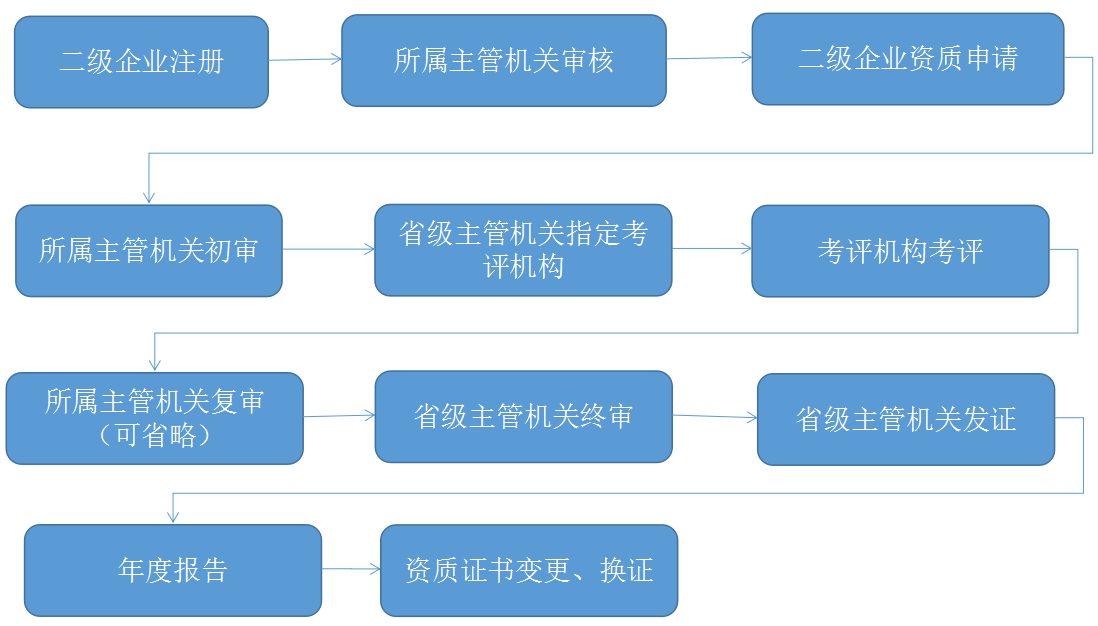 二级企业注册
所属主管机关审核
二级企业资质申请
所属主管机关初审
省级主管机关指定考
评机构
考评机构考评
所属主管机关复审
（可省略）
省级主管机关终审
省级主管机关发证
年度报告
资质证书变更、换证